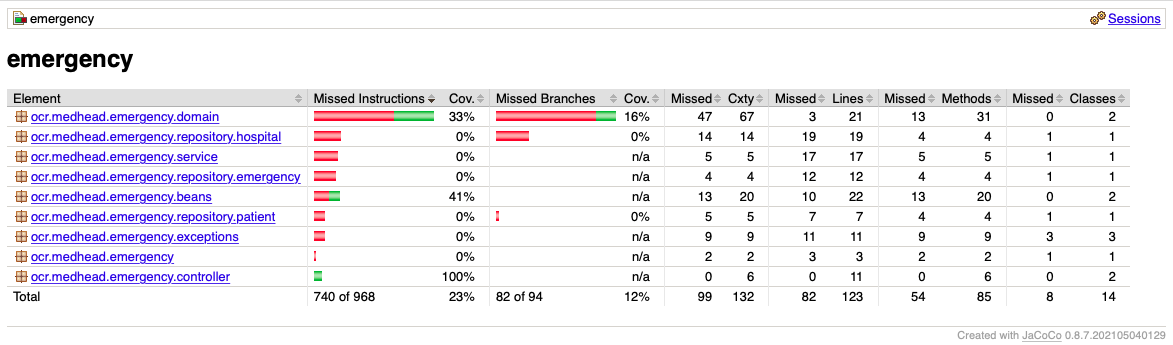 emergency Sessions
emergency
Element Missed Instructions Cov. Missed Branches Cov. Missed Cxty Missed Lines Missed Methods Missed Classes
ocr.medhead.emergency.domain 33% 16% 47 67 3 21 13 31 0 2
ocr.medhead.emergency.repository.hospital 0% 0% 14 14 19 19 4 4 1 1
ocr.medhead.emergency.service 0% n/a 5 5 17 17 5 5 1 1
ocr.medhead.emergency.repository.emergency 0% n/a 4 4 12 12 4 4 1 1
ocr.medhead.emergency.beans 41% n/a 13 20 10 22 13 20 0 2
ocr.medhead.emergency.repository.patient 0% 0% 5 5 7 7 4 4 1 1
ocr.medhead.emergency.exceptions 0% n/a 9 9 11 11 9 9 3 3
ocr.medhead.emergency 0% n/a 2 2 3 3 2 2 1 1
ocr.medhead.emergency.controller 100% n/a 0 6 0 11 0 6 0 2
Total 740 of 968 23% 82 of 94 12% 99 132 82 123 54 85 8 14
Created with JaCoCo 0.8.7.202105040129